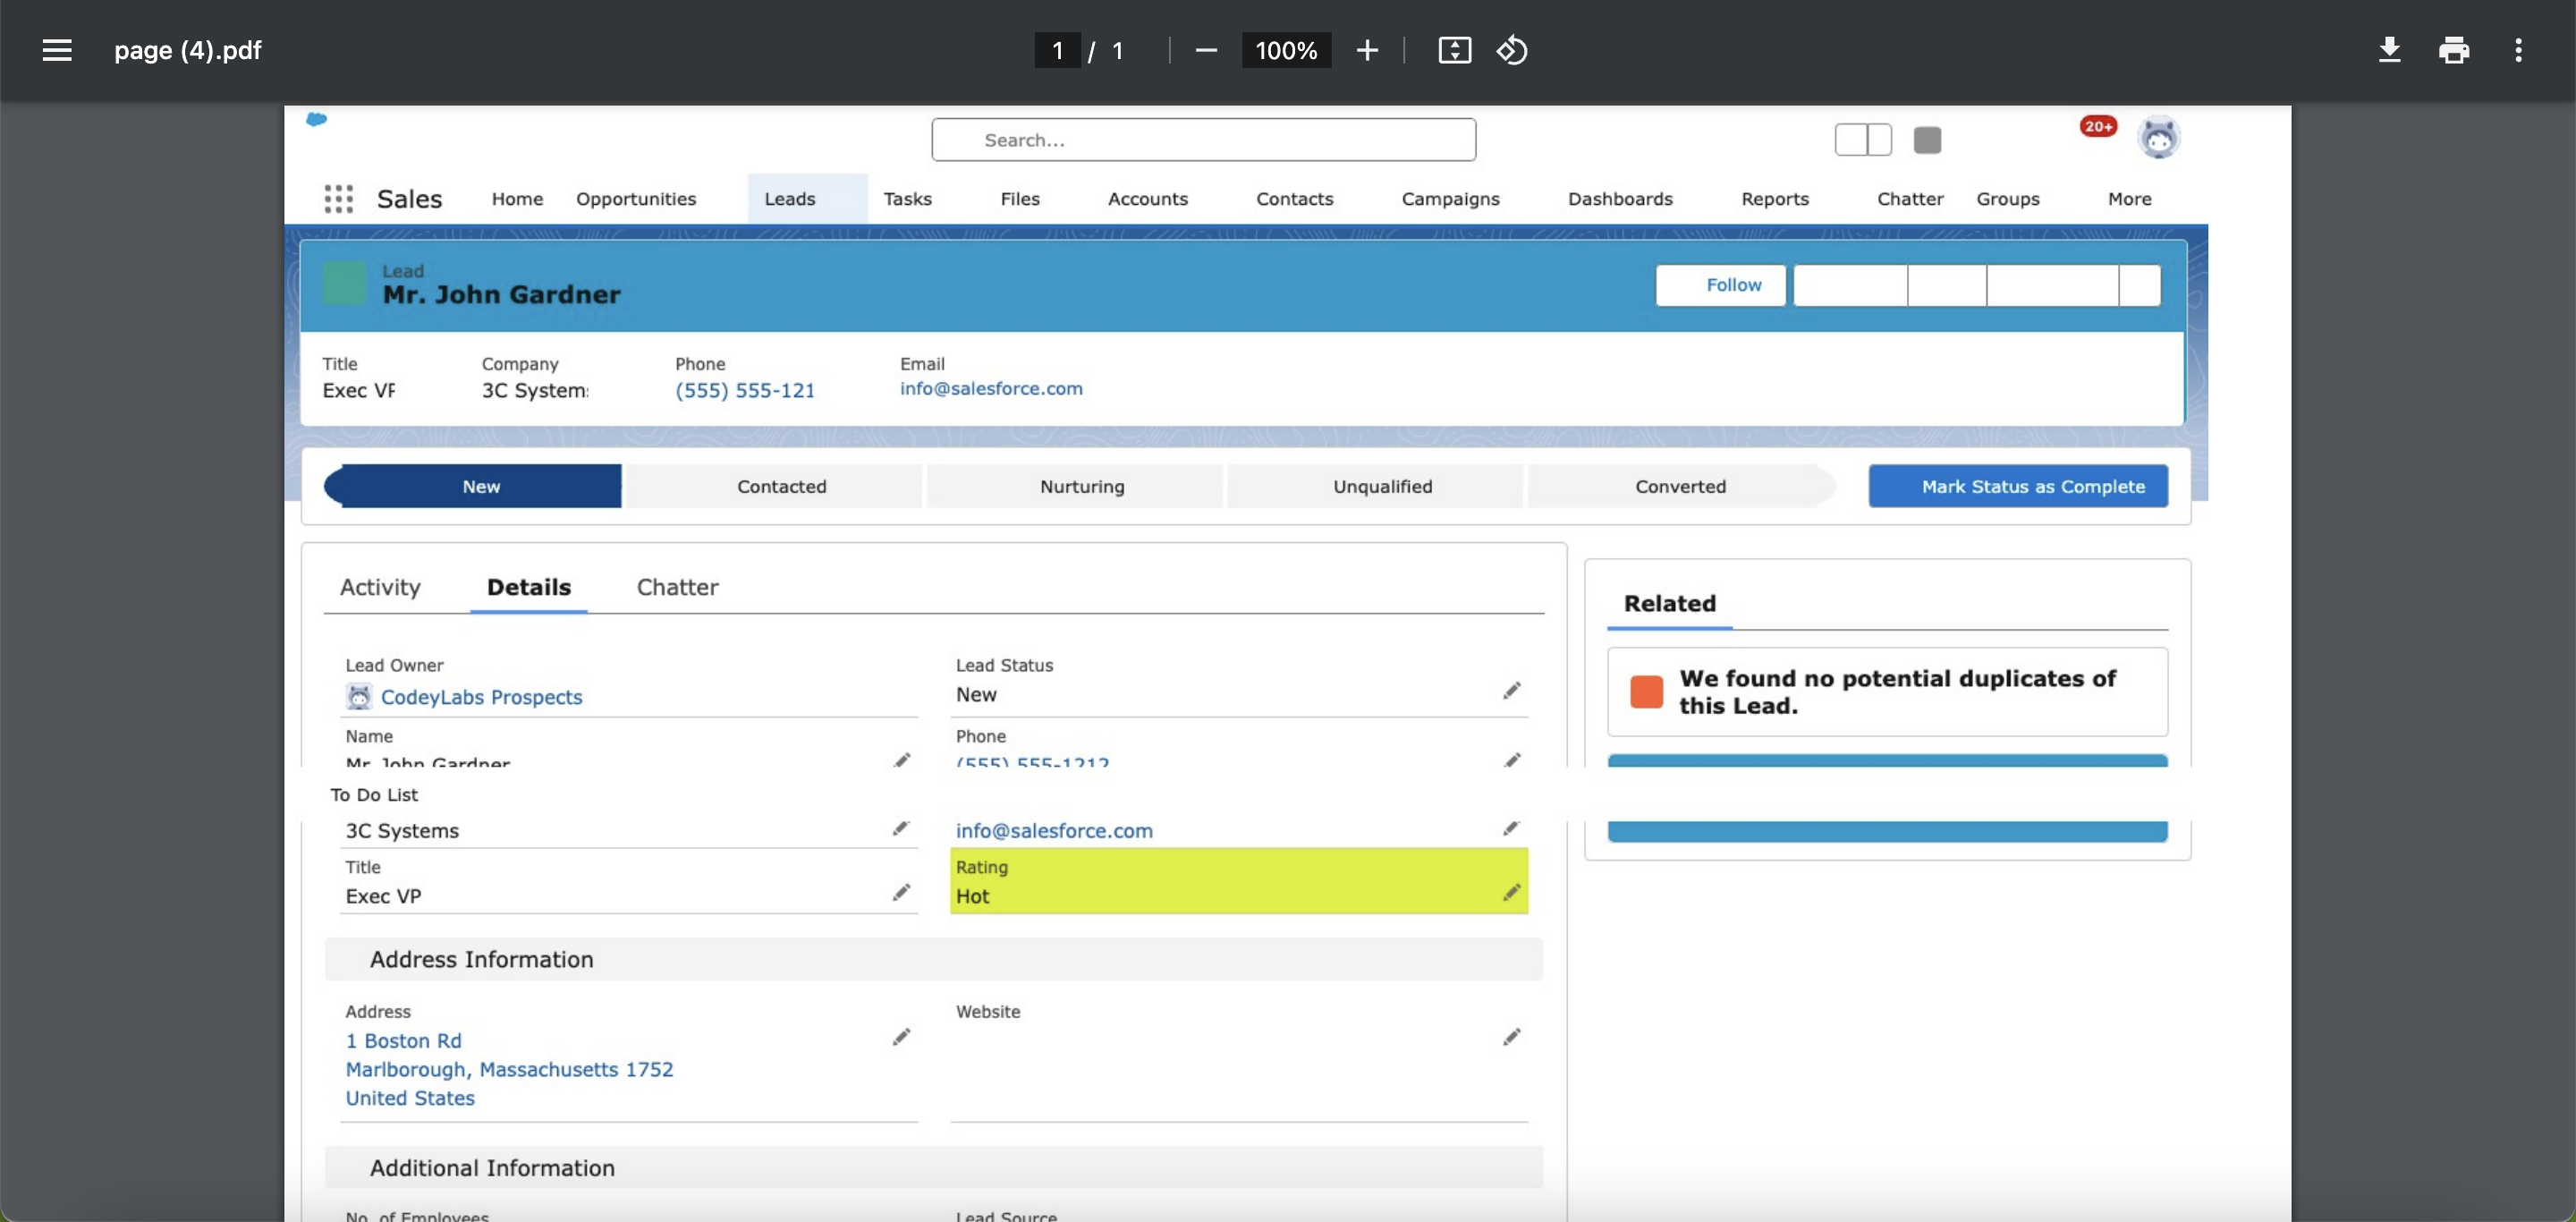 page (4).pdf
1 / 1
100%
Search...
20+
Sales Home Opportunities Leads Tasks Files Accounts Contacts Campaigns Dashboards Reports Chatter Groups More
Lead
Mr. John Gardner
Follow
Title Company Phone Email
Exec VP 3C Systems (555) 555-121 info@salesforce.com
New Contacted Nurturing Unqualified Converted Mark Status as Complete
Activity Details Chatter
Related
Lead Owner
CodeyLabs Prospects
Lead Status
New
We found no potential duplicates of
this Lead.
Name
Mr. John Gardner
Phone
(555) 555-1212
To Do List
3C Systems
info@salesforce.com
Title
Exec VP
Rating
Hot
Address Information
Address
1 Boston Rd
Marlborough, Massachusetts 1752
United States
Website
Additional Information
No. of Employees
Lead Source